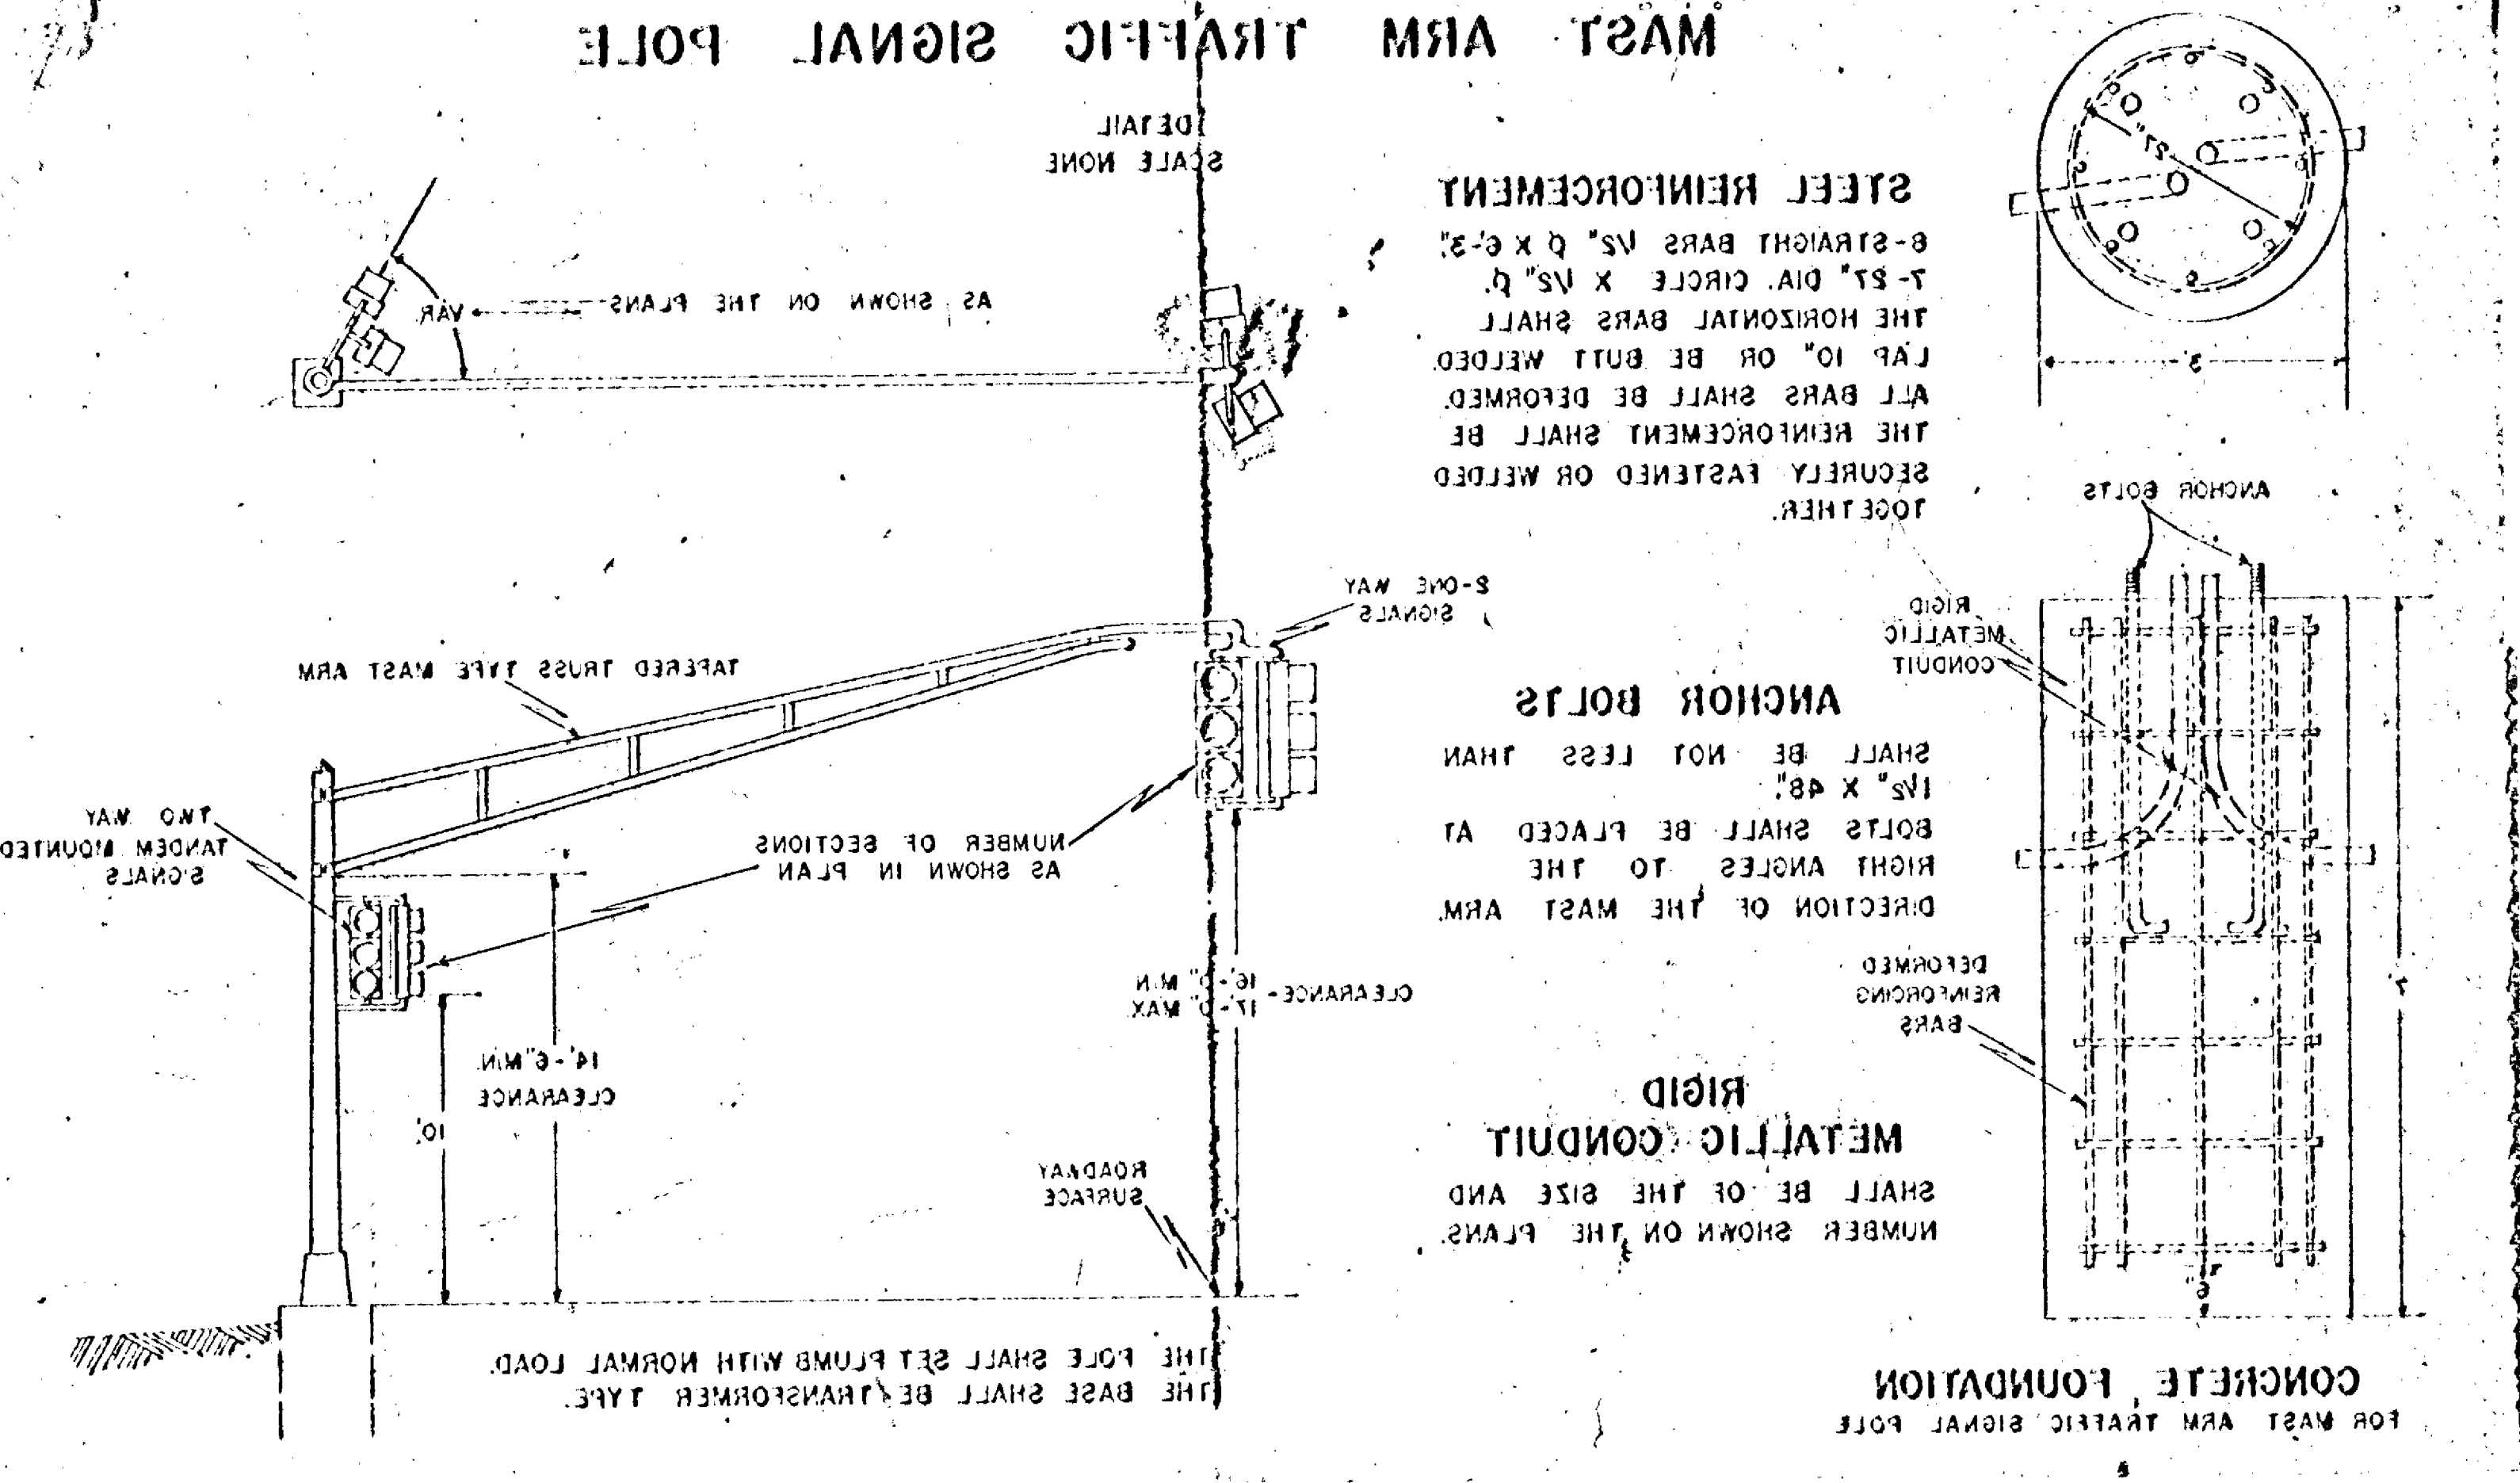 MAST ARM TRAFFIC SIGNAL POLE
DETAIL
SCALE NONE
AS SHOWN ON THE PLANS
VAR.
27"
3'
STEEL REINFORCEMENT
8-STRAIGHT BARS 1/2" φ X 6'-3".
7-27" DIA. CIRCLE X 1/2" φ.
THE HORIZONTAL BARS SHALL
LAP 10" OR BE BUTT WELDED.
ALL BARS SHALL BE DEFORMED.
THE REINFORCEMENT SHALL BE
SECURELY FASTENED OR WELDED
TOGETHER.
ANCHOR BOLTS
2-ONE WAY
SIGNALS
RIGID
METALLIC
CONDUIT
TAPERED TRUSS TYPE MAST ARM
ANCHOR BOLTS
SHALL BE NOT LESS THAN
1 1/2" X 48".
BOLTS SHALL BE PLACED AT
RIGHT ANGLES TO THE
DIRECTION OF THE MAST ARM.
TWO WAY
TANDEM MOUNTED
SIGNALS
NUMBER OF SECTIONS
AS SHOWN IN PLAN
DEFORMED
REINFORCING
BARS
7'
CLEARANCE - 16'-0" MIN.
17'-0" MAX.
14'-6" MIN.
CLEARANCE
10'
RIGID
METALLIC CONDUIT
SHALL BE OF THE SIZE AND
NUMBER SHOWN ON THE PLANS.
ROADWAY
SURFACE
6"
THE POLE SHALL SET PLUMB WITH NORMAL LOAD.
THE BASE SHALL BE TRANSFORMER TYPE.
CONCRETE FOUNDATION
FOR MAST ARM TRAFFIC SIGNAL POLE